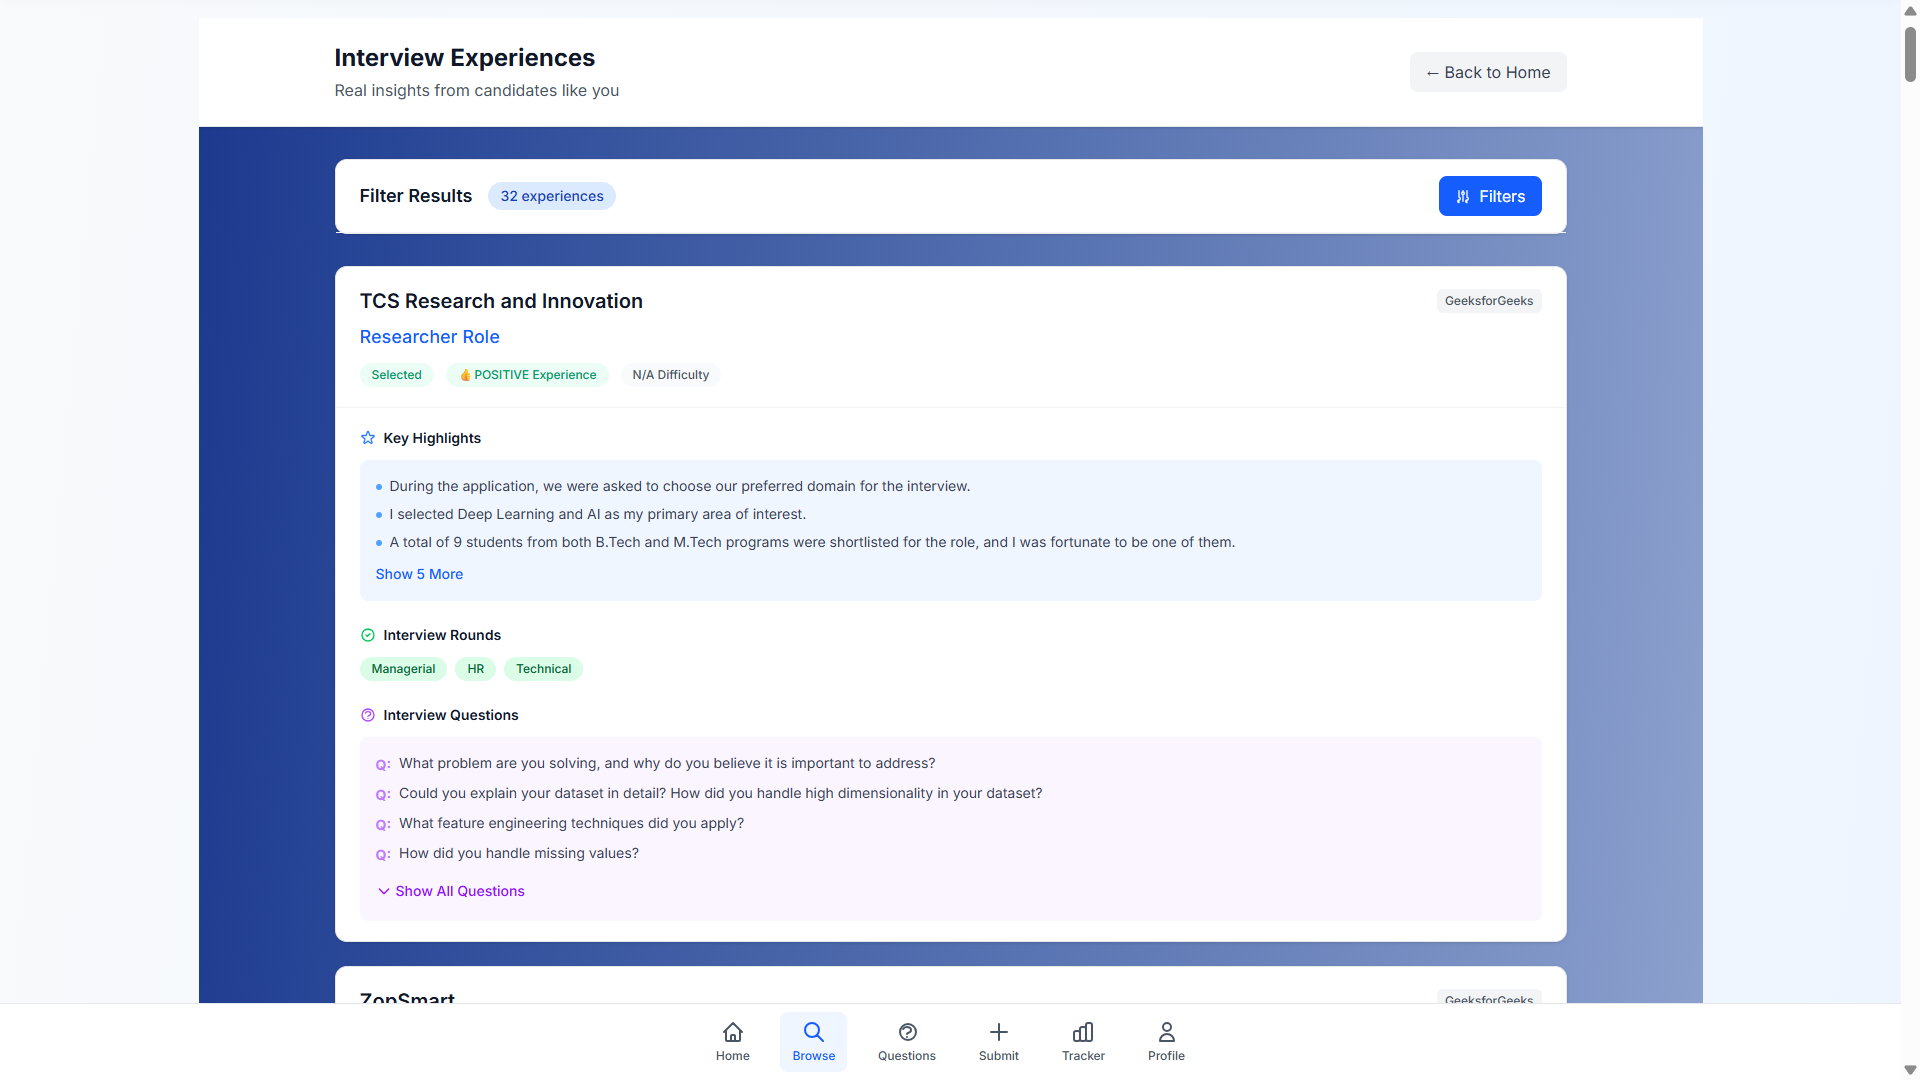 Interview Experiences
Real insights from candidates like you
← Back to Home
Filter Results
32 experiences
Filters
TCS Research and Innovation
GeeksforGeeks
Researcher Role
Selected
👍 POSITIVE Experience
N/A Difficulty
Key Highlights
During the application, we were asked to choose our preferred domain for the interview.
I selected Deep Learning and AI as my primary area of interest.
A total of 9 students from both B.Tech and M.Tech programs were shortlisted for the role, and I was fortunate to be one of them.
Show 5 More
Interview Rounds
Managerial
HR
Technical
Interview Questions
Q: What problem are you solving, and why do you believe it is important to address?
Q: Could you explain your dataset in detail? How did you handle high dimensionality in your dataset?
Q: What feature engineering techniques did you apply?
Q: How did you handle missing values?
Show All Questions
ZopSmart
GeeksforGeeks
Home
Browse
Questions
Submit
Tracker
Profile